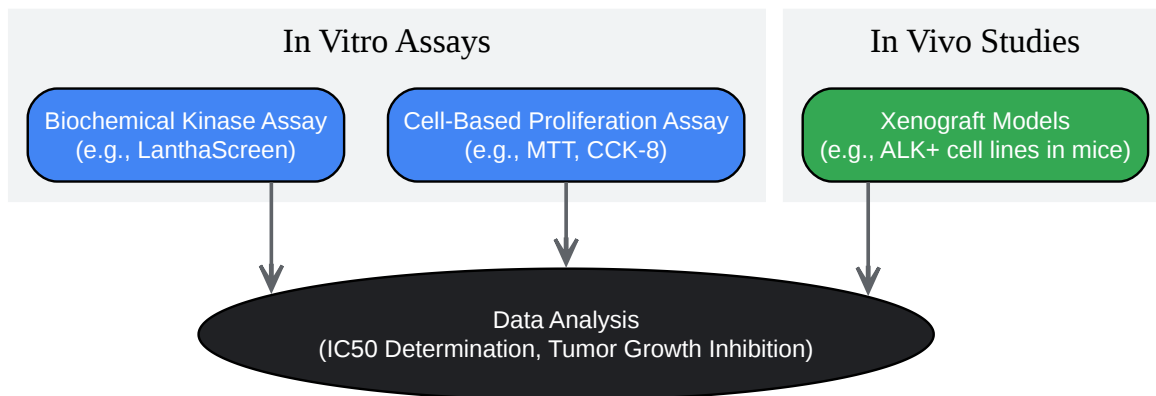 In Vitro Assays
In Vivo Studies
Biochemical Kinase Assay
(e.g., LanthaScreen)
Cell-Based Proliferation Assay
(e.g., MTT, CCK-8)
Xenograft Models
(e.g., ALK+ cell lines in mice)
Data Analysis
(IC50 Determination, Tumor Growth Inhibition)